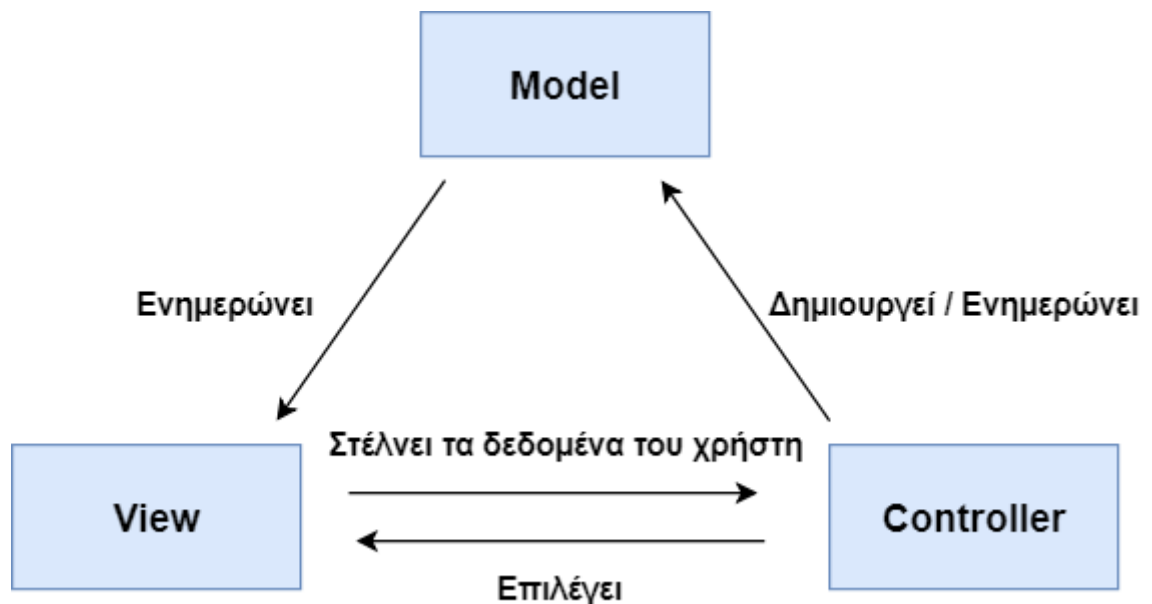 Model
Ενημερώνει
Δημιουργεί / Ενημερώνει
Στέλνει τα δεδομένα του χρήστη
View
Controller
Επιλέγει